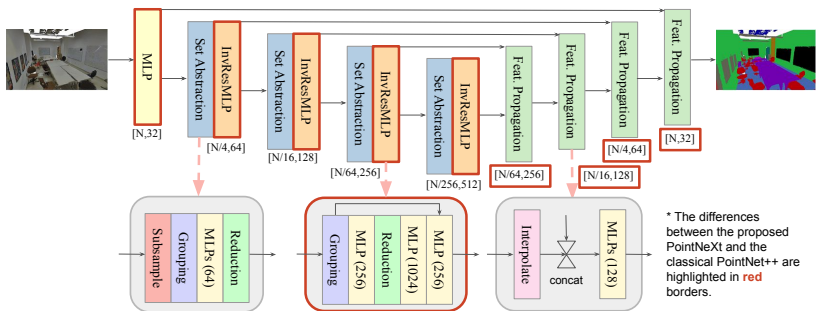 MLP
[N,32]
Set Abstraction
InvResMLP
[N/4,64]
Set Abstraction
InvResMLP
[N/16,128]
Set Abstraction
InvResMLP
[N/64,256]
Set Abstraction
InvResMLP
[N/256,512]
Feat. Propagation
[N/64,256]
Feat. Propagation
[N/16,128]
Feat. Propagation
[N/4,64]
Feat. Propagation
[N,32]
Subsample
Grouping
MLPs (64)
Reduction
Grouping
MLP (256)
Reduction
MLP (1024)
MLP (256)
Interpolate
concat
MLPs (128)
* The differences
between the proposed
PointNeXt and the
classical PointNet++ are
highlighted in red
borders.